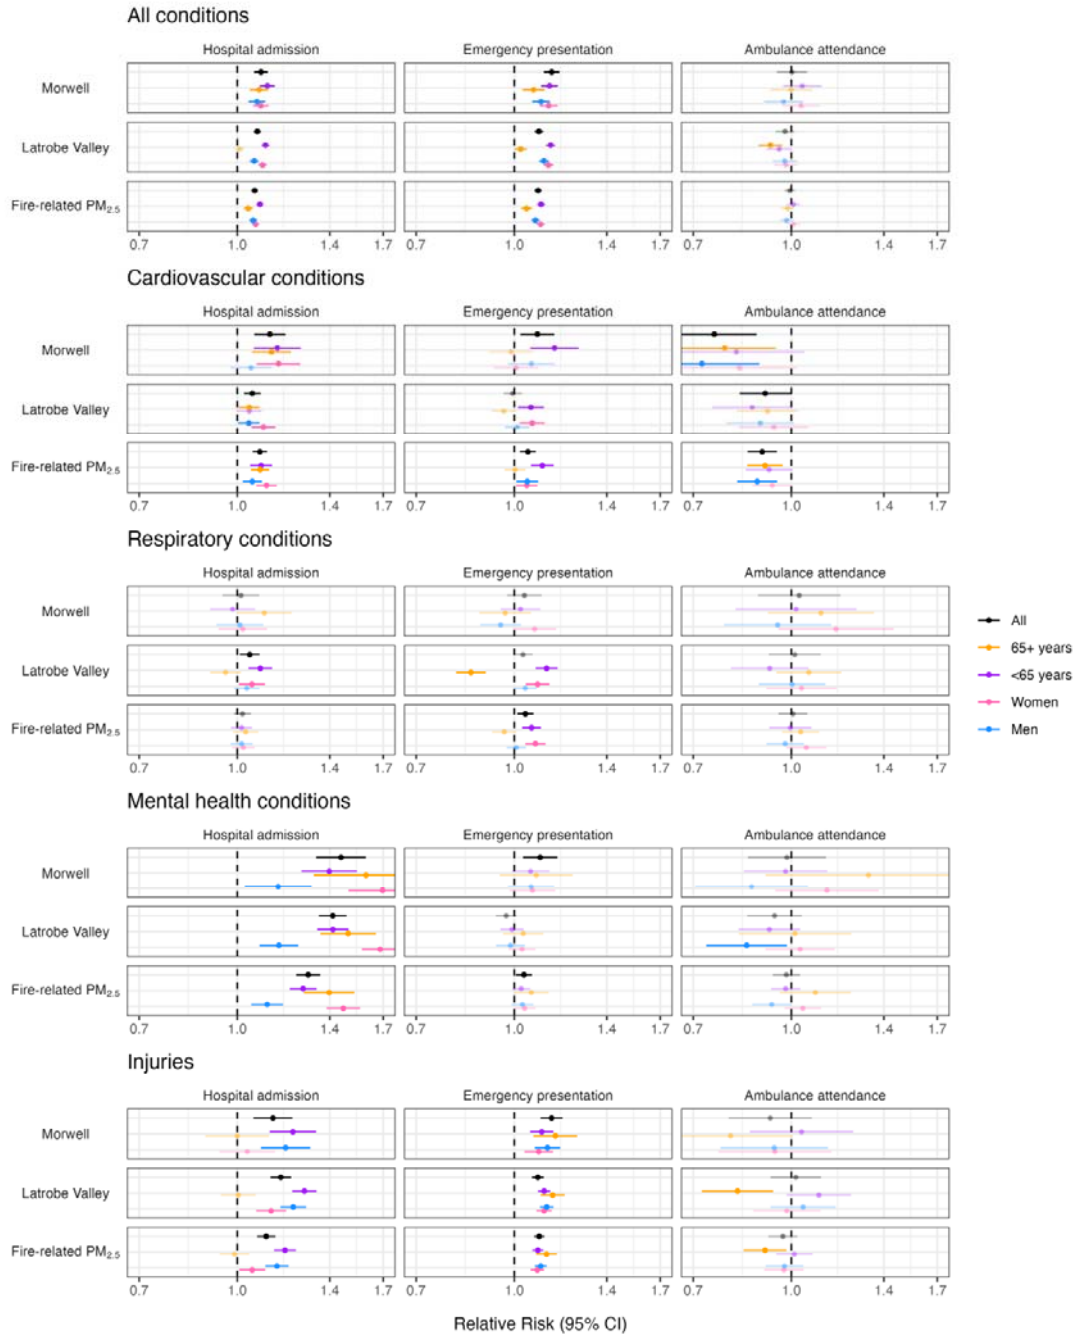 All conditions
Hospital admission Emergency presentation Ambulance attendance
Morwell
Latrobe Valley
Fire-related PM2.5
0.7 1.0 1.4 1.7 0.7 1.0 1.4 1.7 0.7 1.0 1.4 1.7
Cardiovascular conditions
Hospital admission Emergency presentation Ambulance attendance
Morwell
Latrobe Valley
Fire-related PM2.5
0.7 1.0 1.4 1.7 0.7 1.0 1.4 1.7 0.7 1.0 1.4 1.7
Respiratory conditions
Hospital admission Emergency presentation Ambulance attendance
Morwell
Latrobe Valley
Fire-related PM2.5
0.7 1.0 1.4 1.7 0.7 1.0 1.4 1.7 0.7 1.0 1.4 1.7
All
65+ years
<65 years
Women
Men
Mental health conditions
Hospital admission Emergency presentation Ambulance attendance
Morwell
Latrobe Valley
Fire-related PM2.5
0.7 1.0 1.4 1.7 0.7 1.0 1.4 1.7 0.7 1.0 1.4 1.7
Injuries
Hospital admission Emergency presentation Ambulance attendance
Morwell
Latrobe Valley
Fire-related PM2.5
0.7 1.0 1.4 1.7 0.7 1.0 1.4 1.7 0.7 1.0 1.4 1.7
Relative Risk (95% CI)